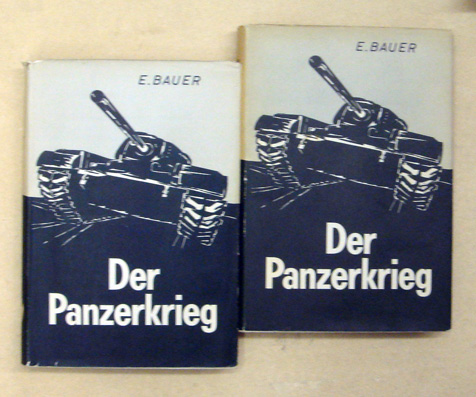 E. BAUER
Der
Panzerkrieg
E. BAUER
Der
Panzerkrieg